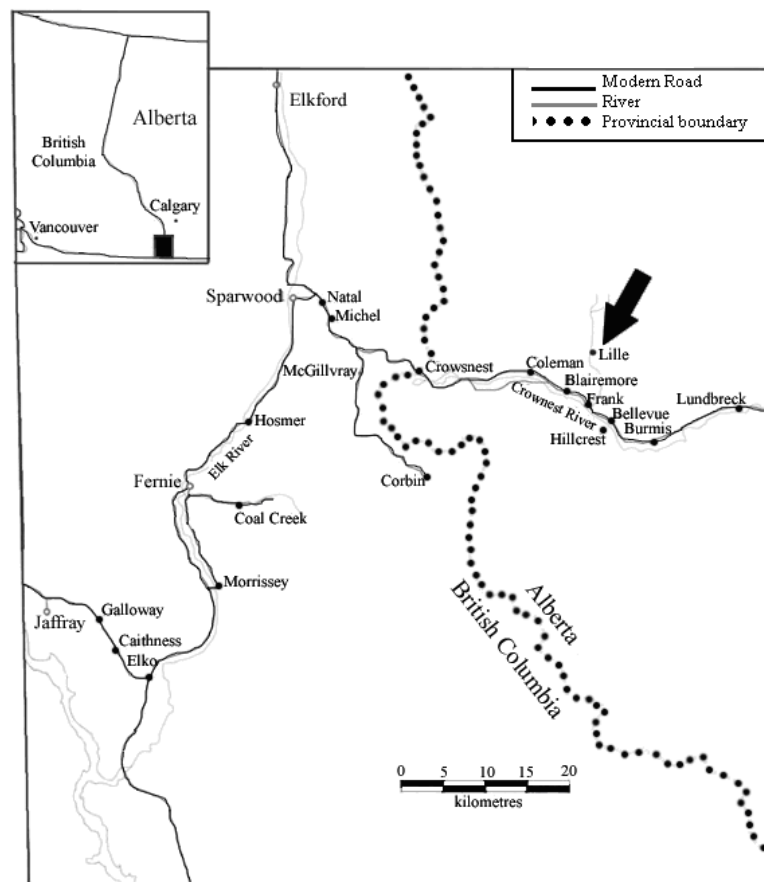 Alberta
British
Columbia
Calgary
Vancouver
Modern Road
River
Provincial boundary
Elkford
Sparwood
Natal
Michel
Lille
McGillvray
Crowsnest
Coleman
Blairemore
Frank
Crownest River
Bellevue
Lundbreck
Burmis
Hillcrest
Hosmer
Elk River
Fernie
Corbin
Coal Creek
Morrissey
Galloway
Jaffray
Caithness
Elko
Alberta
British Columbia
0 5 10 15 20
kilometres